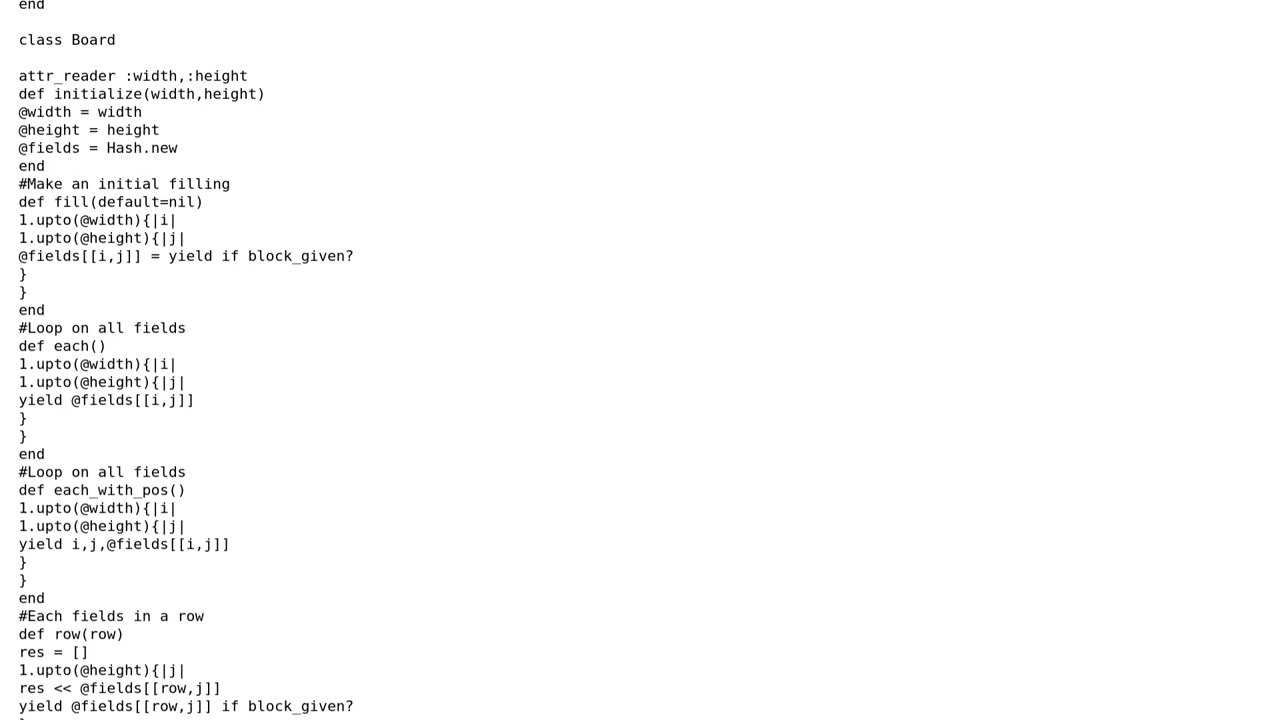 end
class Board
attr_reader :width,:height
def initialize(width,height)
@width = width
@height = height
@fields = Hash.new
end
#Make an initial filling
def fill(default=nil)
1.upto(@width){|i|
1.upto(@height){|j|
@fields[[i,j]] = yield if block_given?
}
}
end
#Loop on all fields
def each()
1.upto(@width){|i|
1.upto(@height){|j|
yield @fields[[i,j]]
}
}
end
#Loop on all fields
def each_with_pos()
1.upto(@width){|i|
1.upto(@height){|j|
yield i,j,@fields[[i,j]]
}
}
end
#Each fields in a row
def row(row)
res = []
1.upto(@height){|j|
res << @fields[[row,j]]
yield @fields[[row,j]] if block_given?
}